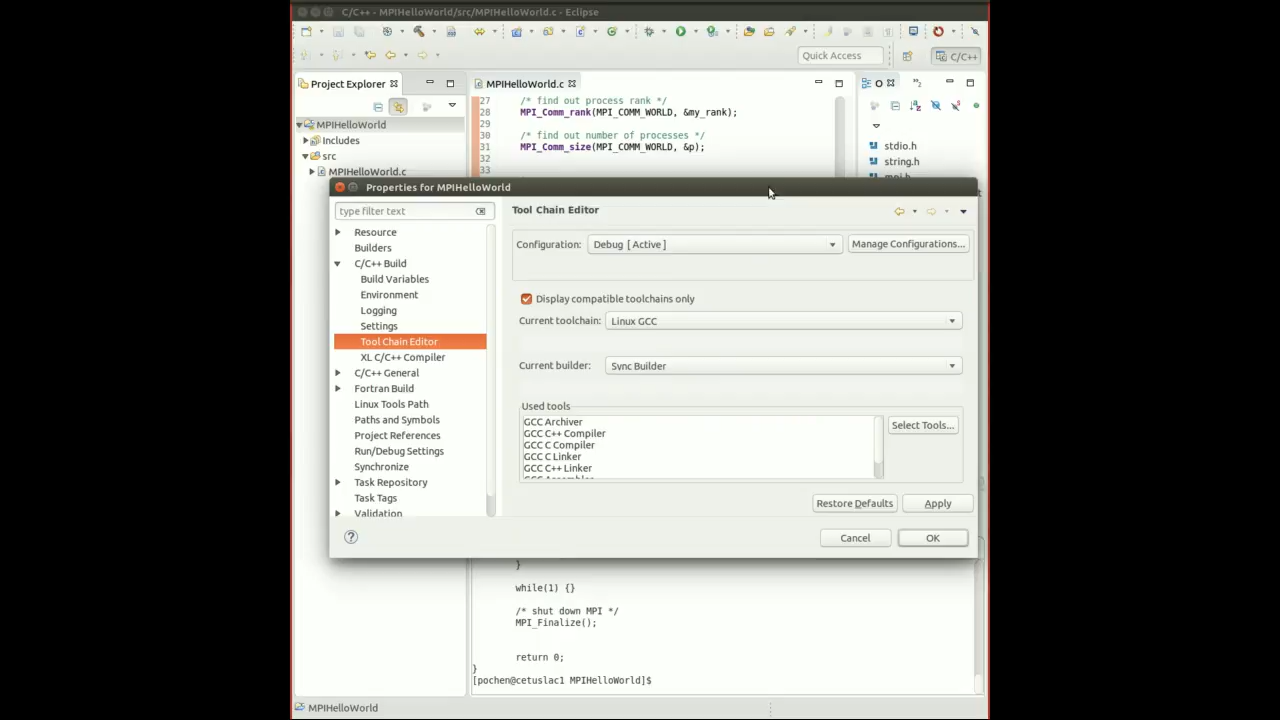 C/C++ - MPIHelloWorld/src/MPIHelloWorld.c - Eclipse
Quick Access
C/C++
Project Explorer
MPIHelloWorld.c
O
27 /* find out process rank */
28 MPI_Comm_rank(MPI_COMM_WORLD, &my_rank);
29
30 /* find out number of processes */
31 MPI_Comm_size(MPI_COMM_WORLD, &p);
32
33
MPIHelloWorld
Includes
src
MPIHelloWorld.c
stdio.h
string.h
mpi.h
Properties for MPIHelloWorld
type filter text
Resource
Builders
C/C++ Build
Build Variables
Environment
Logging
Settings
Tool Chain Editor
XL C/C++ Compiler
C/C++ General
Fortran Build
Linux Tools Path
Paths and Symbols
Project References
Run/Debug Settings
Synchronize
Task Repository
Task Tags
Validation
Tool Chain Editor
Configuration: Debug [ Active ] Manage Configurations...
Display compatible toolchains only
Current toolchain: Linux GCC
Current builder: Sync Builder
Used tools
GCC Archiver
GCC C++ Compiler
GCC C Compiler
GCC C Linker
GCC C++ Linker
GCC Assembler
Select Tools...
Restore Defaults Apply
Cancel OK
}
while(1) {}
/* shut down MPI */
MPI_Finalize();
return 0;
}
[pochen@cetuslac1 MPIHelloWorld]$
MPIHelloWorld